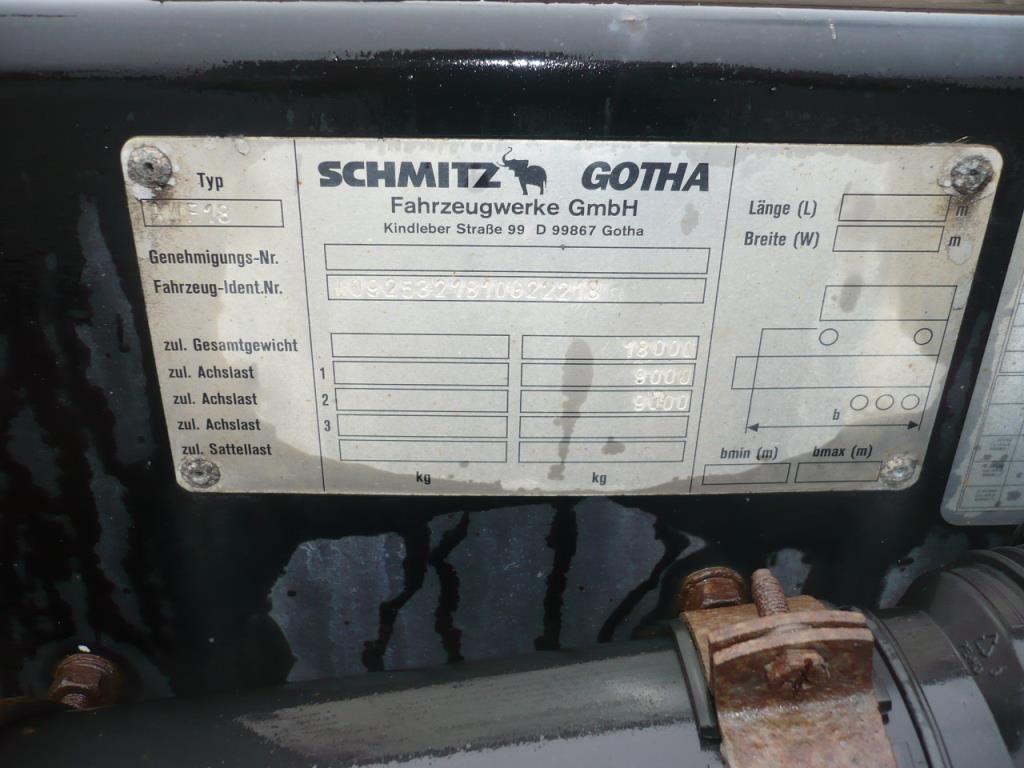 SCHMITZ GOTHA
Fahrzeugwerke GmbH
Kindleber Straße 99 D 99867 Gotha
Typ
Genehmigungs-Nr.
Fahrzeug-Ident.Nr.
zul. Gesamtgewicht 18000
zul. Achslast 1 9000
zul. Achslast 2 9000
zul. Achslast 3
zul. Sattellast
kg kg
Länge (L) m
Breite (W) m
b
bmin (m) bmax (m)